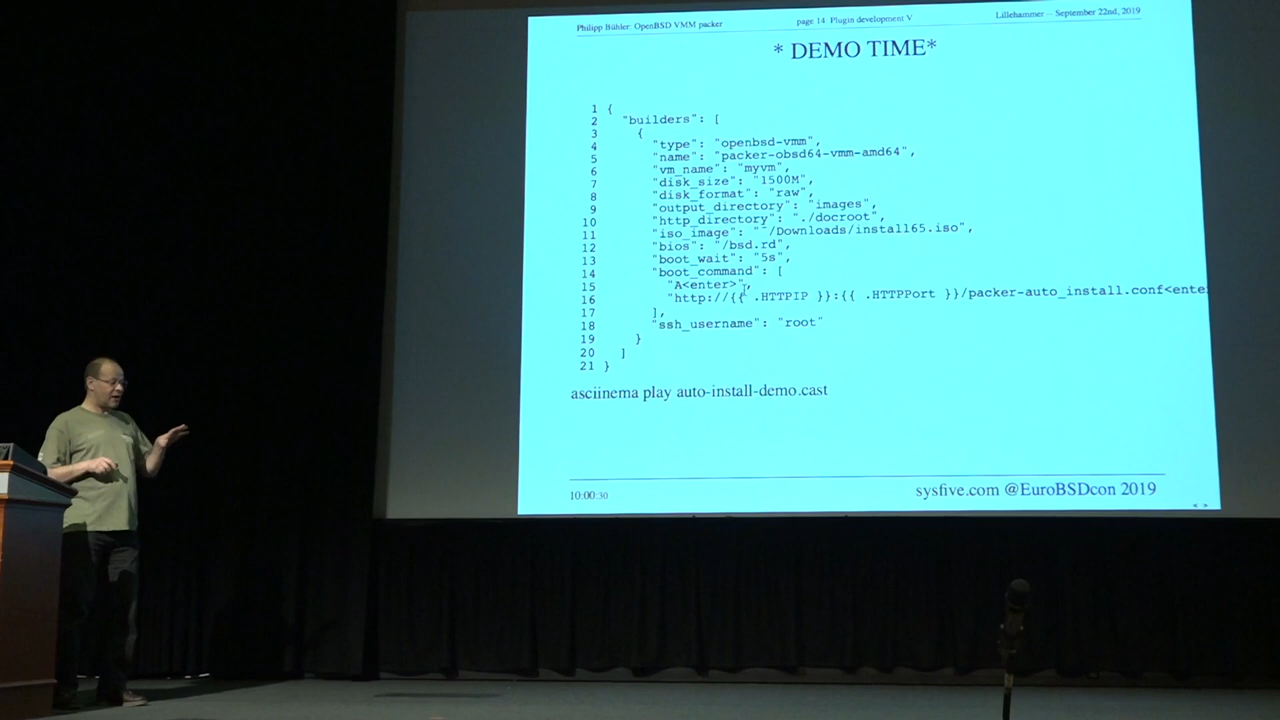 Philipp Bühler: OpenBSD VMM packer page 14 Plugin development V Lillehammer -- September 22nd, 2019
* DEMO TIME*
1 {
2 "builders": [
3 {
4 "type": "openbsd-vmm",
5 "name": "packer-obsd64-vmm-amd64",
6 "vm_name": "myvm",
7 "disk_size": "1500M",
8 "disk_format": "raw",
9 "output_directory": "images",
10 "http_directory": "./docroot",
11 "iso_image": "~/Downloads/install65.iso",
12 "bios": "/bsd.rd",
13 "boot_wait": "5s",
14 "boot_command": [
15 "A<enter>",
16 "http://{{ .HTTPIP }}:{{ .HTTPPort }}/packer-auto_install.conf<ente
17 ],
18 "ssh_username": "root"
19 }
20 ]
21 }
asciinema play auto-install-demo.cast
10:00:30 sysfive.com @EuroBSDcon 2019
< >